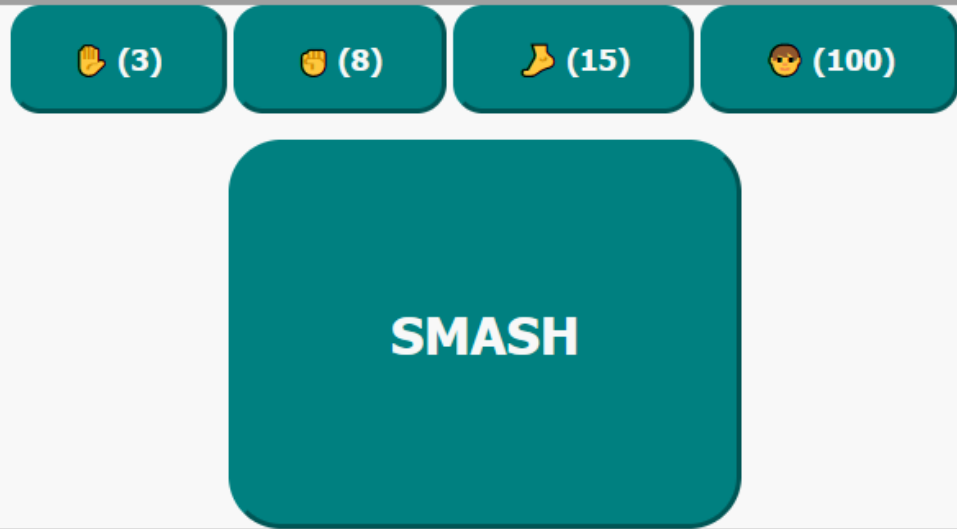 ✋ (3) ✊ (8) 🦶 (15) 👦 (100)
SMASH